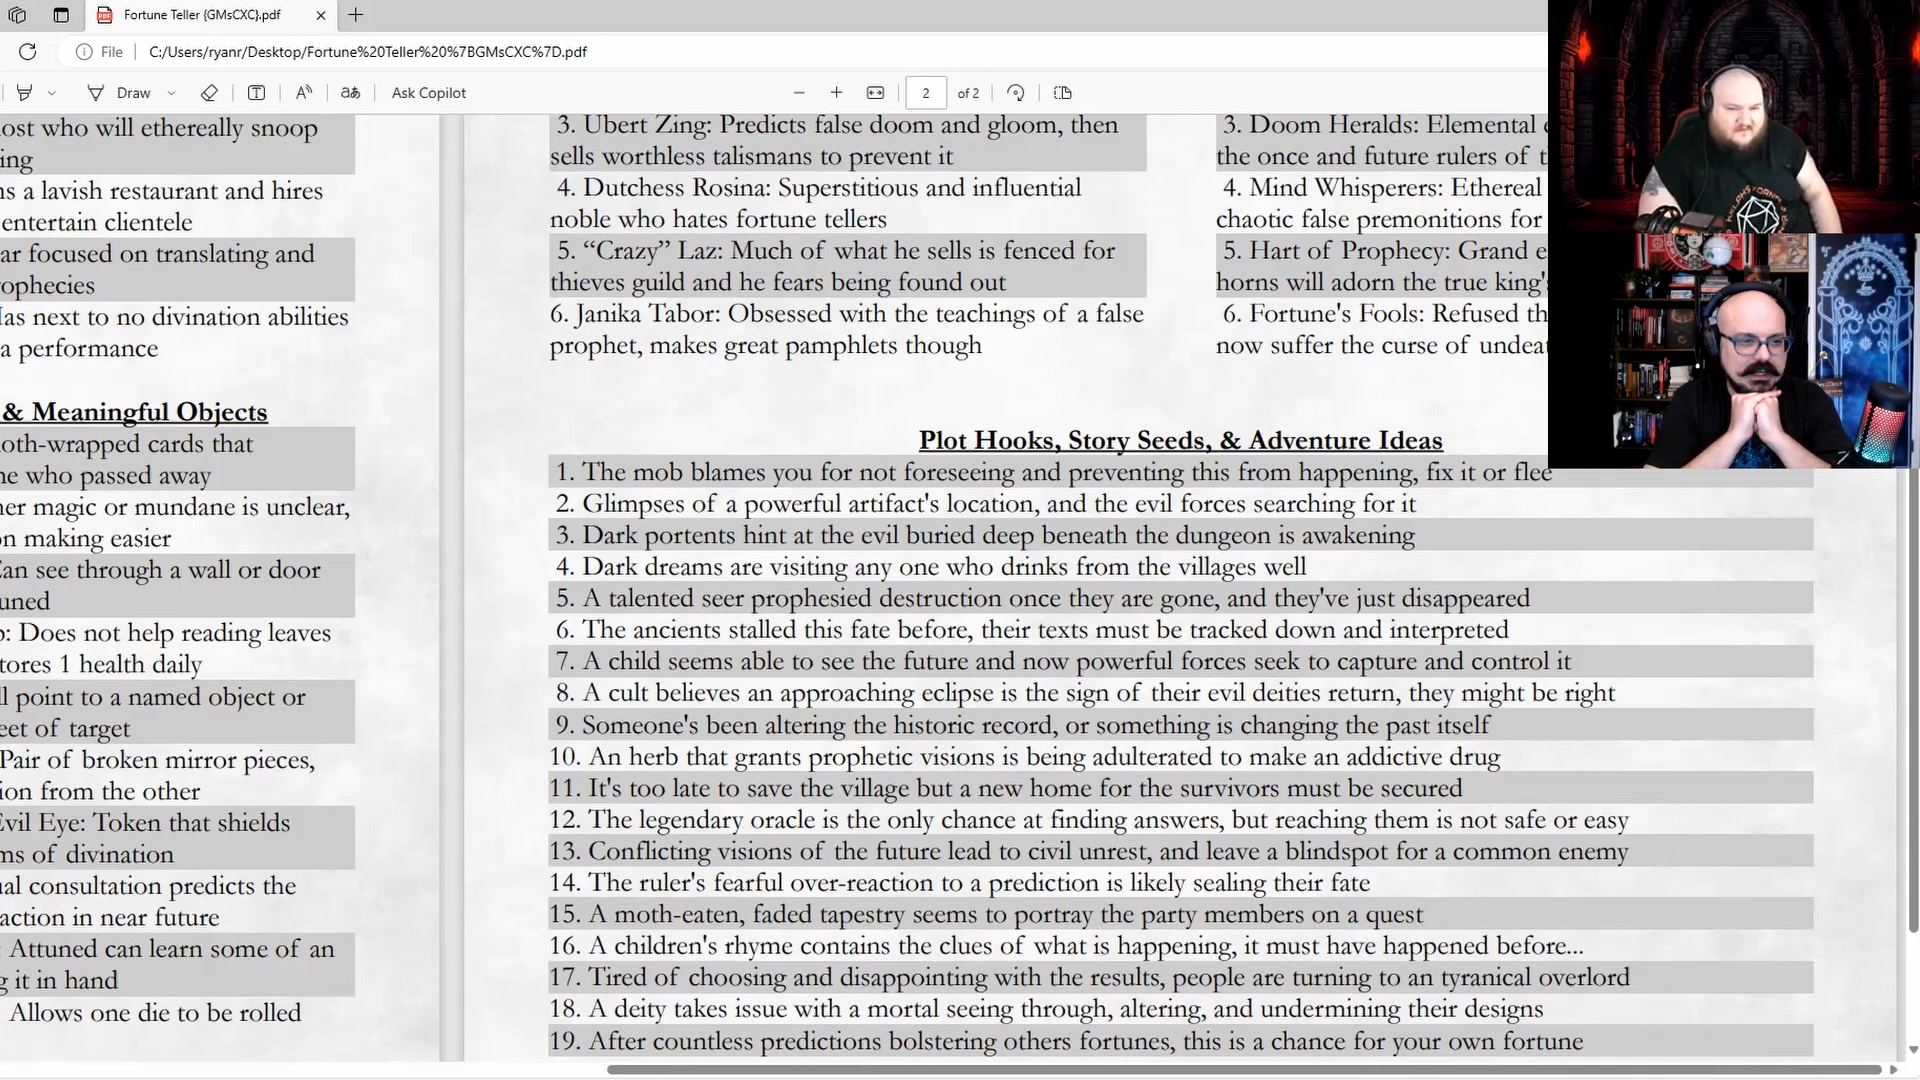 Fortune Teller {GMsCXC}.pdf
File
C:/Users/ryanr/Desktop/Fortune%20Teller%20%7BGMsCXC%7D.pdf
Draw
Ask Copilot
2 of 2
ost who will ethereally snoop
ing
ns a lavish restaurant and hires
entertain clientele
ar focused on translating and
ophecies
as next to no divination abilities
a performance
& Meaningful Objects
oth-wrapped cards that
ne who passed away
her magic or mundane is unclear,
on making easier
Can see through a wall or door
uned
p: Does not help reading leaves
tores 1 health daily
ll point to a named object or
eet of target
Pair of broken mirror pieces,
ion from the other
Evil Eye: Token that shields
ms of divination
ual consultation predicts the
action in near future
: Attuned can learn some of an
g it in hand
Allows one die to be rolled
3. Ubert Zing: Predicts false doom and gloom, then
sells worthless talismans to prevent it
4. Dutchess Rosina: Superstitious and influential
noble who hates fortune tellers
5. “Crazy” Laz: Much of what he sells is fenced for
thieves guild and he fears being found out
6. Janika Tabor: Obsessed with the teachings of a false
prophet, makes great pamphlets though
3. Doom Heralds: Elemental
the once and future rulers of
4. Mind Whisperers: Ethereal
chaotic false premonitions for
5. Hart of Prophecy: Grand
horns will adorn the true king's
6. Fortune's Fools: Refused
now suffer the curse of
Plot Hooks, Story Seeds, & Adventure Ideas
1. The mob blames you for not foreseeing and preventing this from happening, fix it or flee
2. Glimpses of a powerful artifact's location, and the evil forces searching for it
3. Dark portents hint at the evil buried deep beneath the dungeon is awakening
4. Dark dreams are visiting any one who drinks from the villages well
5. A talented seer prophesied destruction once they are gone, and they've just disappeared
6. The ancients stalled this fate before, their texts must be tracked down and interpreted
7. A child seems able to see the future and now powerful forces seek to capture and control it
8. A cult believes an approaching eclipse is the sign of their evil deities return, they might be right
9. Someone's been altering the historic record, or something is changing the past itself
10. An herb that grants prophetic visions is being adulterated to make an addictive drug
11. It's too late to save the village but a new home for the survivors must be secured
12. The legendary oracle is the only chance at finding answers, but reaching them is not safe or easy
13. Conflicting visions of the future lead to civil unrest, and leave a blindspot for a common enemy
14. The ruler's fearful over-reaction to a prediction is likely sealing their fate
15. A moth-eaten, faded tapestry seems to portray the party members on a quest
16. A children's rhyme contains the clues of what is happening, it must have happened before...
17. Tired of choosing and disappointing with the results, people are turning to an tyranical overlord
18. A deity takes issue with a mortal seeing through, altering, and undermining their designs
19. After countless predictions bolstering others fortunes, this is a chance for your own fortune